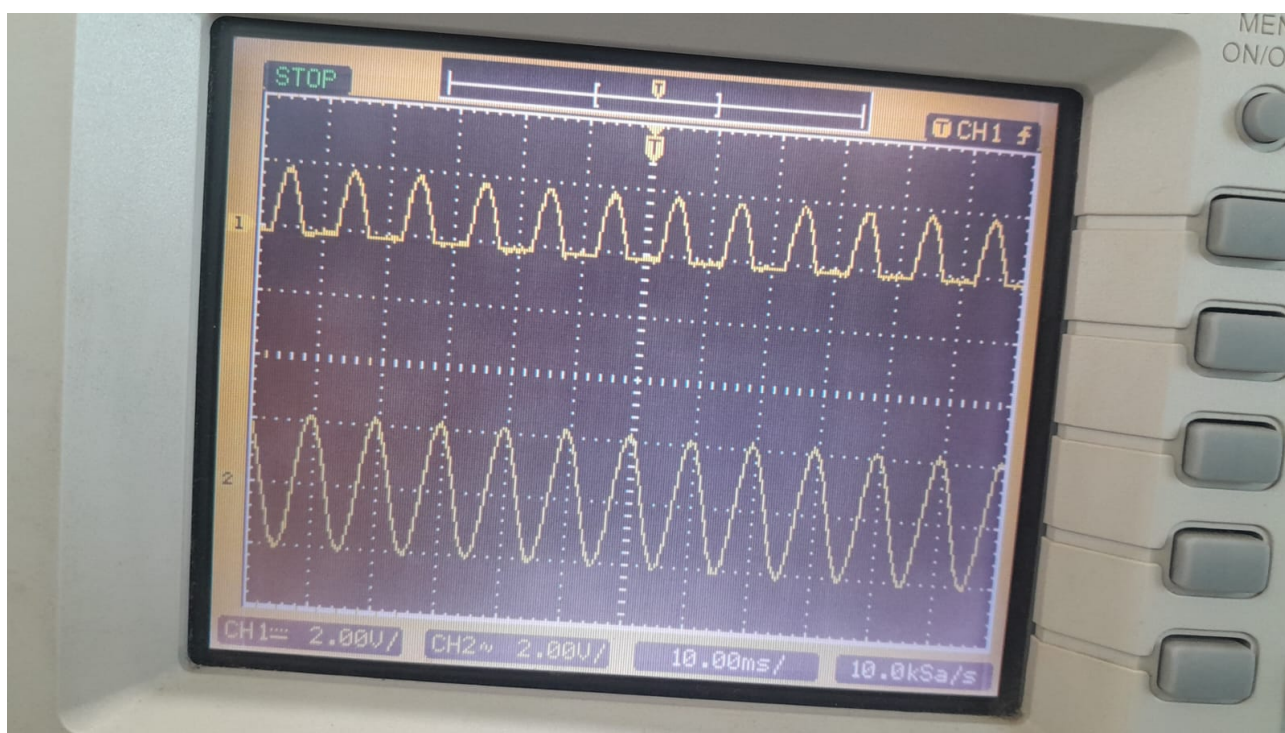 MEN
ON/O
STOP
T
T CH1
T
1
2
CH1 2.00V/ CH2~ 2.00V/ 10.00ms/ 10.0kSa/s